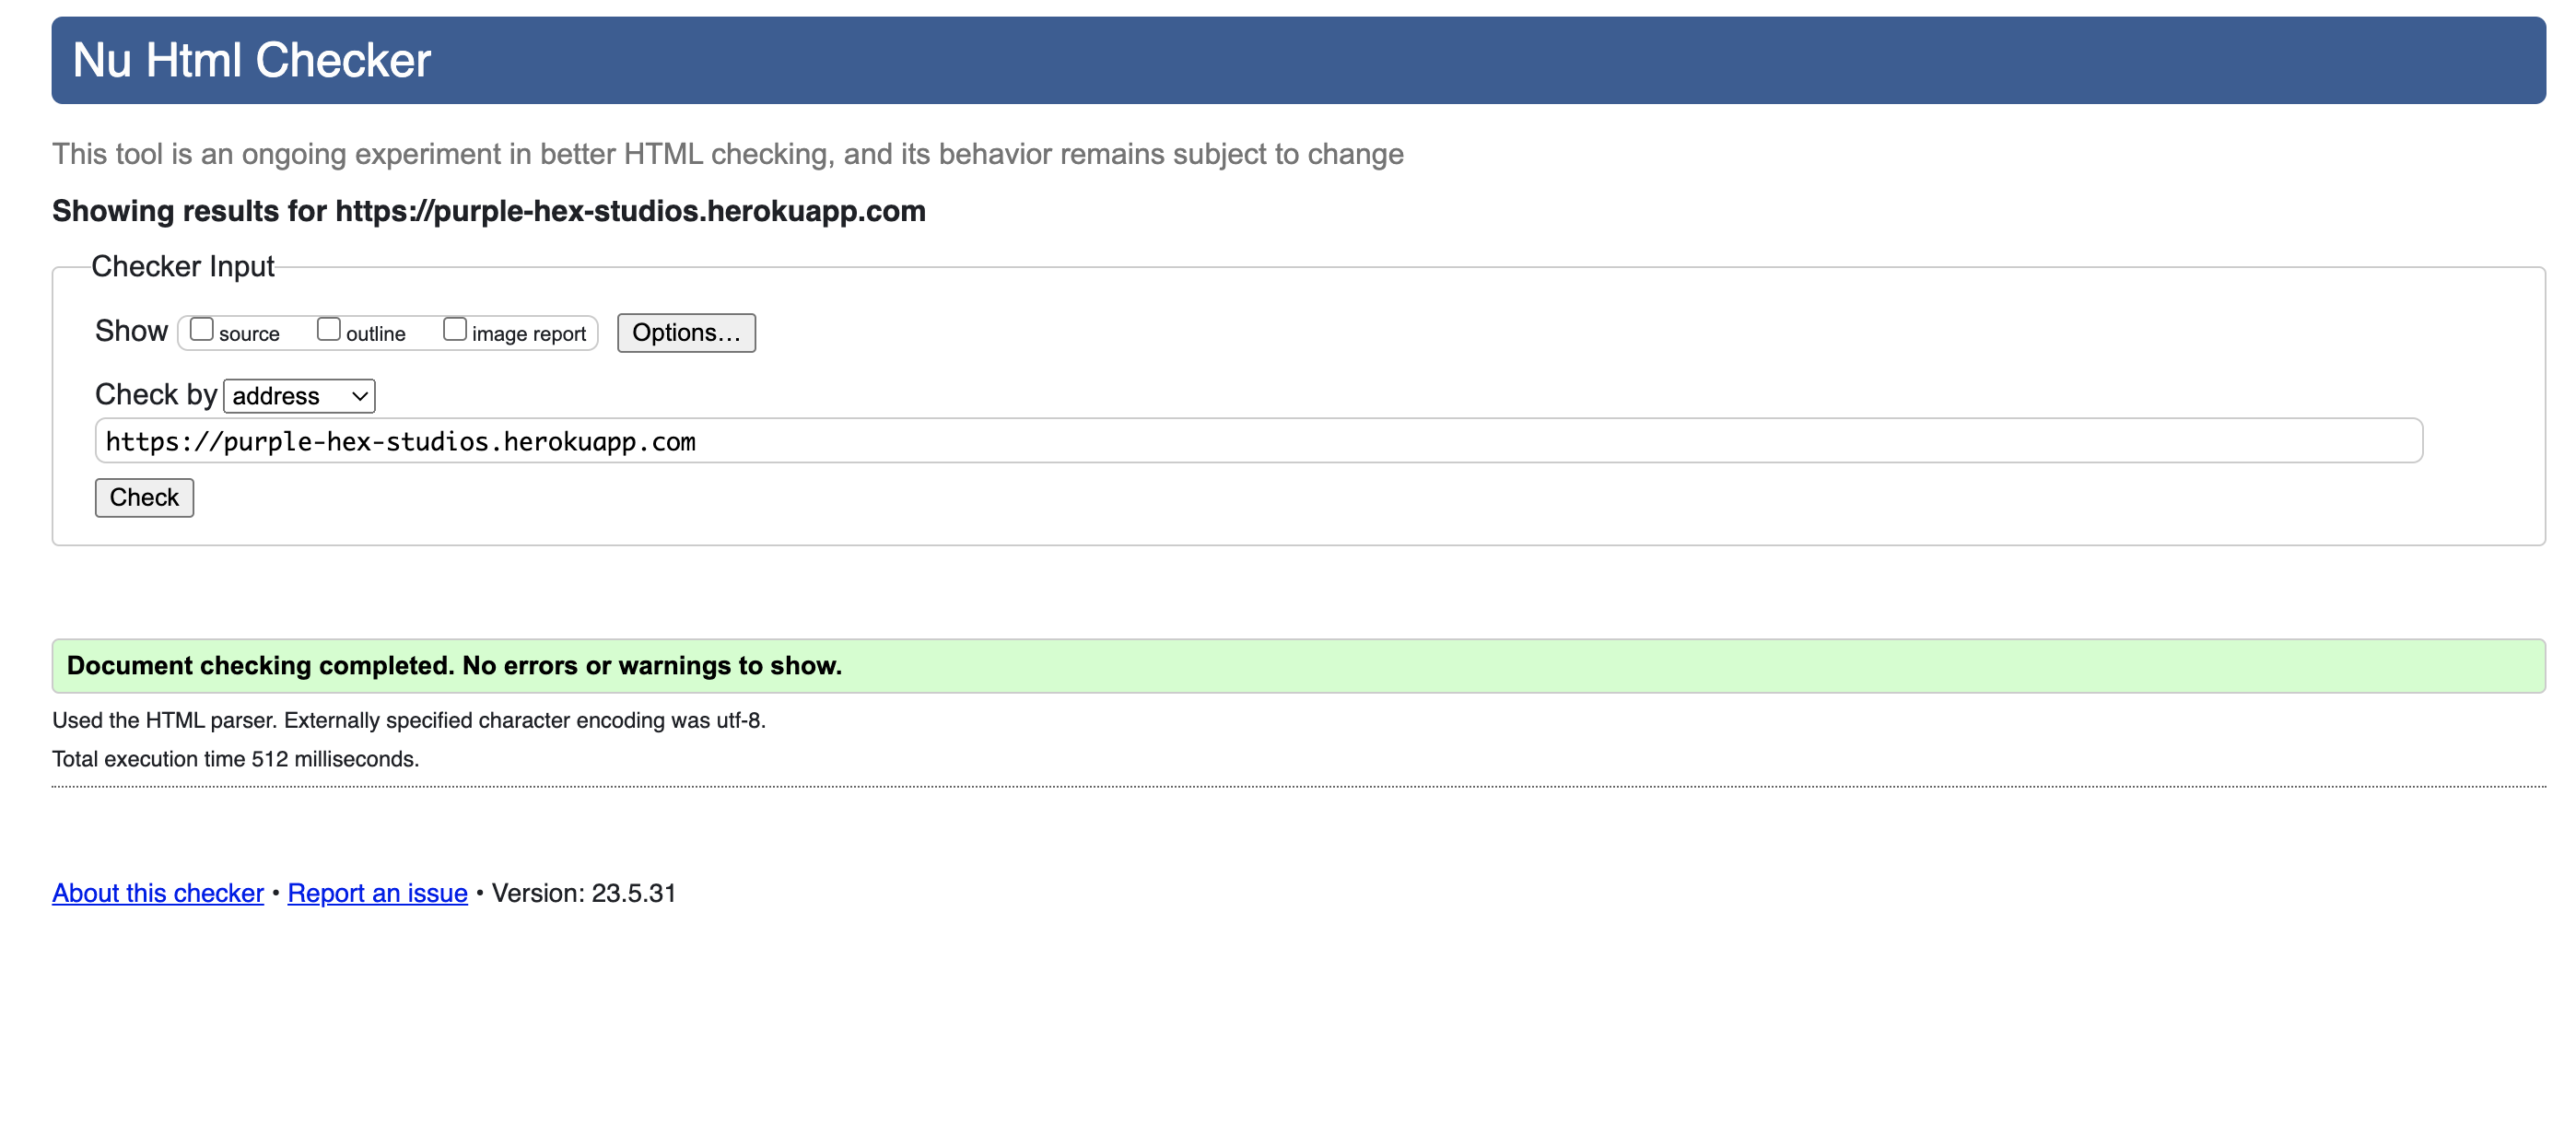 Nu Html Checker
This tool is an ongoing experiment in better HTML checking, and its behavior remains subject to change
Showing results for https://purple-hex-studios.herokuapp.com
Checker Input
Show source outline image report Options...
Check by address
https://purple-hex-studios.herokuapp.com
Check
Document checking completed. No errors or warnings to show.
Used the HTML parser. Externally specified character encoding was utf-8.
Total execution time 512 milliseconds.
About this checker • Report an issue • Version: 23.5.31